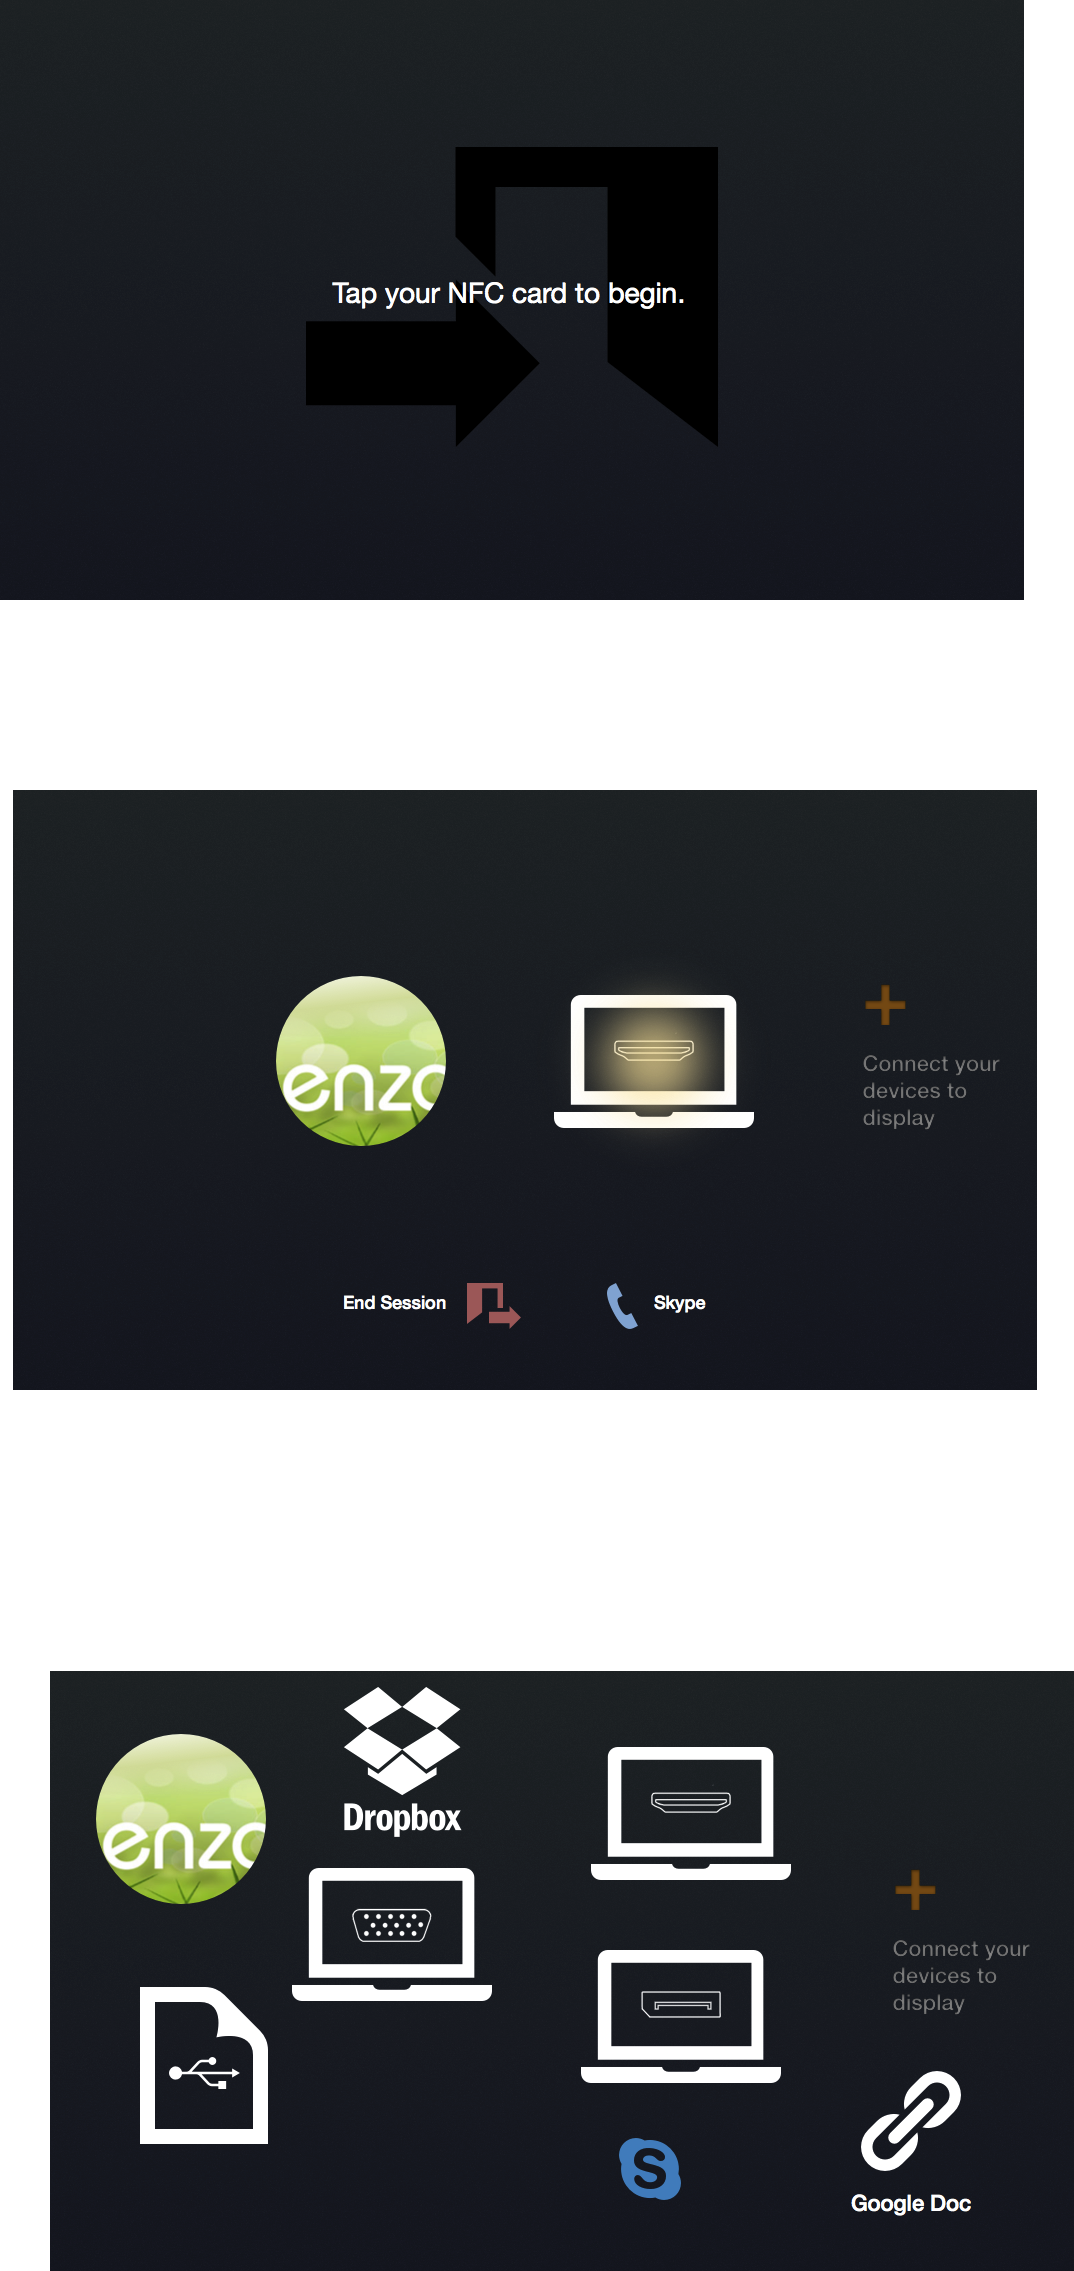 Tap your NFC card to begin.
enzo
Connect your
devices to
display
End Session
Skype
Dropbox
enzo
Connect your
devices to
display
S
Google Doc